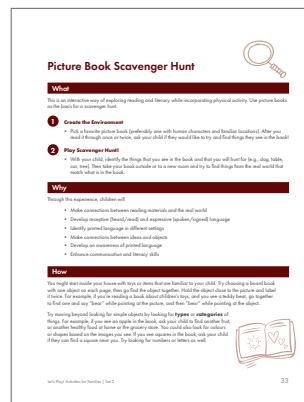 Picture Book Scavenger Hunt
What
This is an interactive way of exploring reading and literacy while incorporating physical activity. Use picture books
as the basis for a scavenger hunt.
1 Create the Environment
• Pick a favorite picture book (preferably one with human characters and familiar locations). After you
read it through once or twice, ask your child if they would like to try and find things they see in the book!
2 Play Scavenger Hunt!
• With your child, identify the things that you see in the book and that you will hunt for (e.g., dog, table,
car, tree). Then take your book outside or to a new room and try to find things from the real world that
match what is in the book.
Why
Through this experience, children will
• Make connections between reading materials and the real world
• Develop receptive (heard/read) and expressive (spoken/signed) language
• Identify printed language in different settings
• Make connections between ideas and objects
• Develop an awareness of printed language
• Enhance communication and literacy skills
How
You might start inside your house with toys or items that are familiar to your child. Try choosing a board book
with one object on each page, then go find the object together. Hold the object close to the picture and label
it twice. For example, if you're reading a book about children's toys, and you see a teddy bear, go together
to find one and say "bear" while pointing at the picture, and then "bear" while pointing at the object.
Try moving beyond looking for simple objects by looking for types or categories of
things. For example, if you see an apple in the book, ask your child to find another fruit,
or another healthy food at home or the grocery store. You could also look for colours
or shapes based on the images you see. If you see squares in the book, ask your child
if they can find a square near you. Try looking for numbers or letters as well.
Let's Play! Activities for Families | Set 2
33